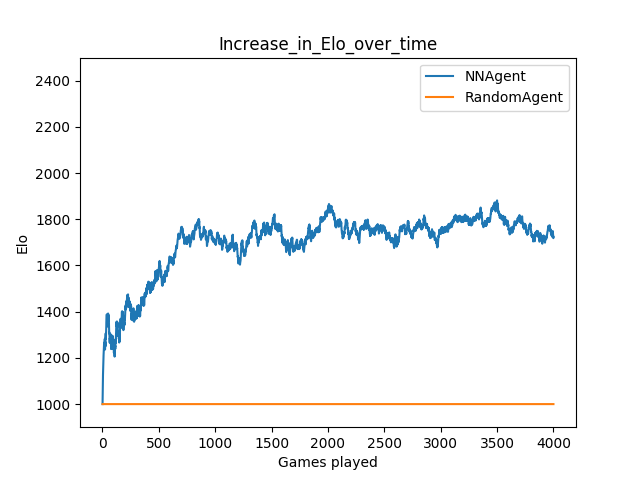 Increase_in_Elo_over_time
NNAgent
RandomAgent
Elo
2400
2200
2000
1800
1600
1400
1200
1000
0 500 1000 1500 2000 2500 3000 3500 4000
Games played